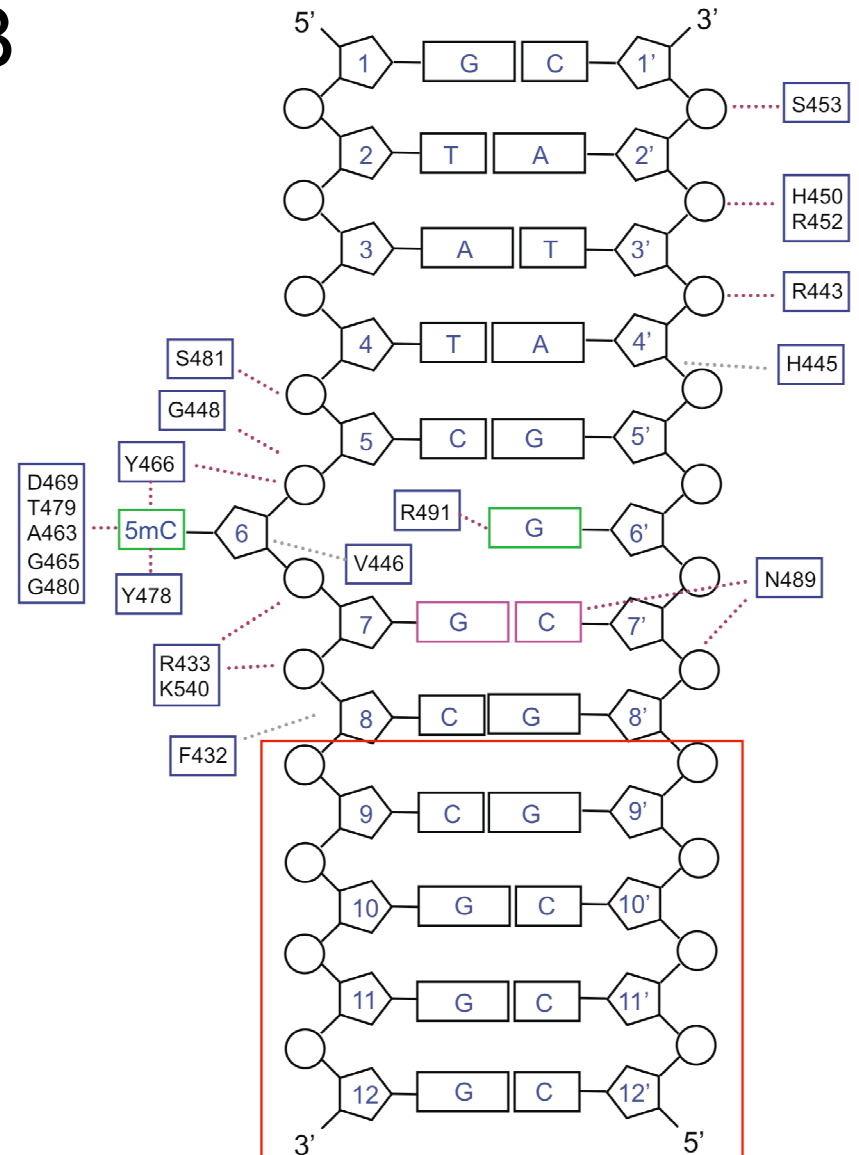 B
5’ 3’
1 G C 1’
S453
2 T A 2’
H450
R452
3 A T 3’
R443
4 T A 4’
S481
H445
G448
5 C G 5’
Y466
D469
T479
A463
G465
G480
5mC 6
R491 G 6’
V446
Y478
N489
7 G C 7’
R433
K540
8 C G 8’
F432
9 C G 9’
10 G C 10’
11 G C 11’
12 G C 12’
3’ 5’